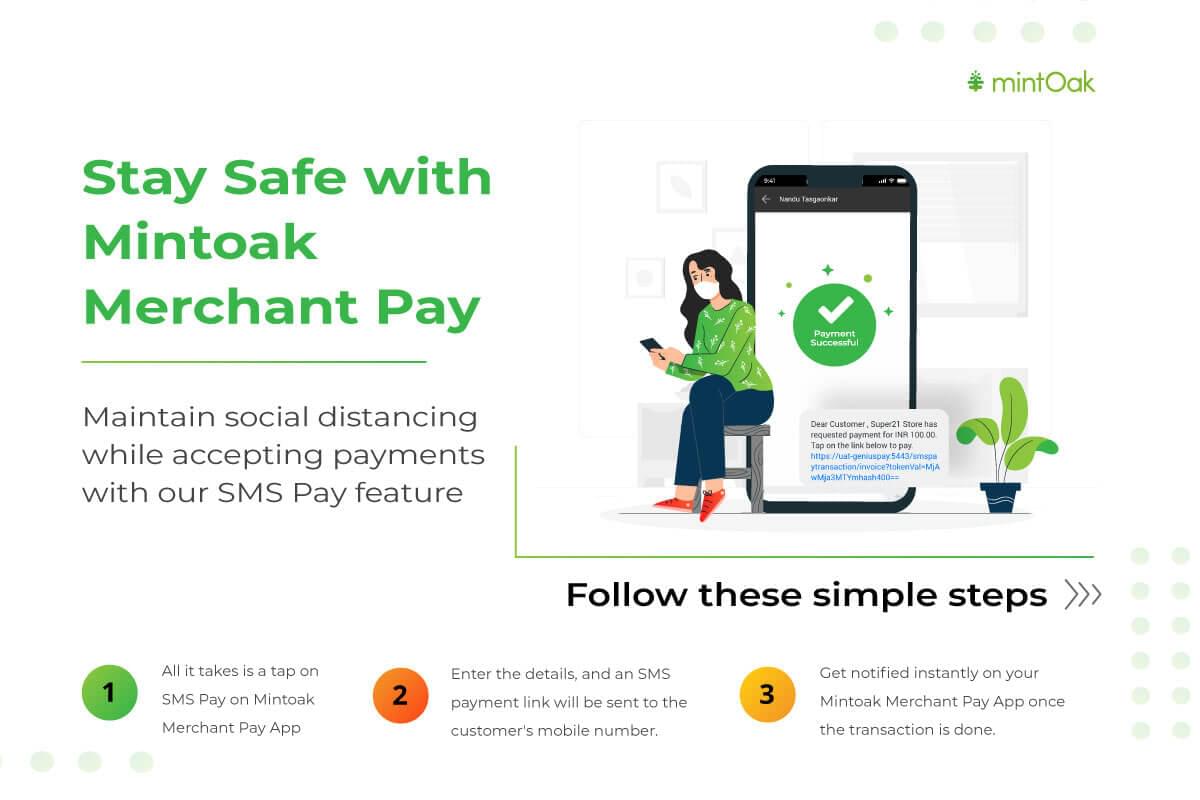 mintOak
Stay Safe with
Mintoak
Merchant Pay
Maintain social distancing
while accepting payments
with our SMS Pay feature
9:41
Nandu Tasgaonkar
Payment
Successful
Dear Customer , Super21 Store has
requested payment for INR 100.00.
Tap on the link below to pay.
https://uat-geniuspay:5443/smspa
ytransaction/invoice?tokenVal=MjA
wMja3MTYmhash400==
Follow these simple steps
1
All it takes is a tap on
SMS Pay on Mintoak
Merchant Pay App
2
Enter the details, and an SMS
payment link will be sent to the
customer's mobile number.
3
Get notified instantly on your
Mintoak Merchant Pay App once
the transaction is done.